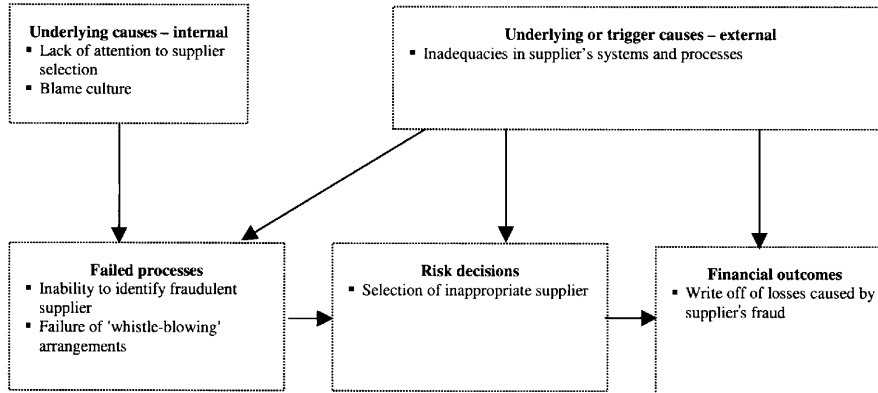 Underlying causes – internal
▪ Lack of attention to supplier
selection
▪ Blame culture
Underlying or trigger causes – external
▪ Inadequacies in supplier's systems and processes
Failed processes
▪ Inability to identify fraudulent
supplier
▪ Failure of 'whistle-blowing'
arrangements
Risk decisions
▪ Selection of inappropriate supplier
Financial outcomes
▪ Write off of losses caused by
supplier's fraud